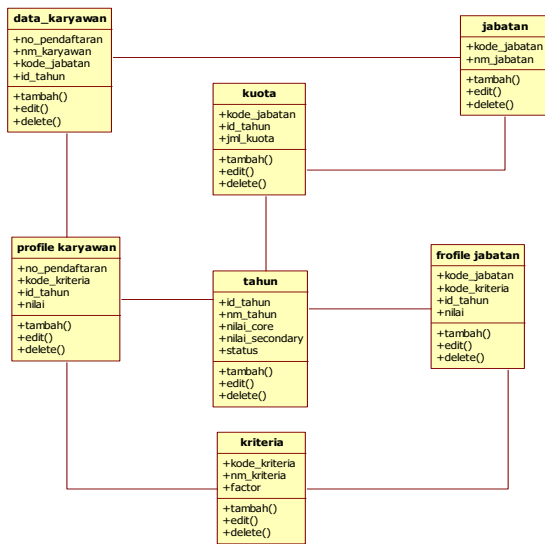 data_karyawan
+no_pendaftaran
+nm_karyawan
+kode_jabatan
+id_tahun
+tambah()
+edit()
+delete()
jabatan
+kode_jabatan
+nm_jabatan
+tambah()
+edit()
+delete()
kuota
+kode_jabatan
+id_tahun
+jml_kuota
+tambah()
+edit()
+delete()
profile karyawan
+no_pendaftaran
+kode_kriteria
+id_tahun
+nilai
+tambah()
+edit()
+delete()
tahun
+id_tahun
+nm_tahun
+nilai_core
+nilai_secondary
+status
+tambah()
+edit()
+delete()
frofile jabatan
+kode_jabatan
+kode_kriteria
+id_tahun
+nilai
+tambah()
+edit()
+delete()
kriteria
+kode_kriteria
+nm_kriteria
+factor
+tambah()
+edit()
+delete()